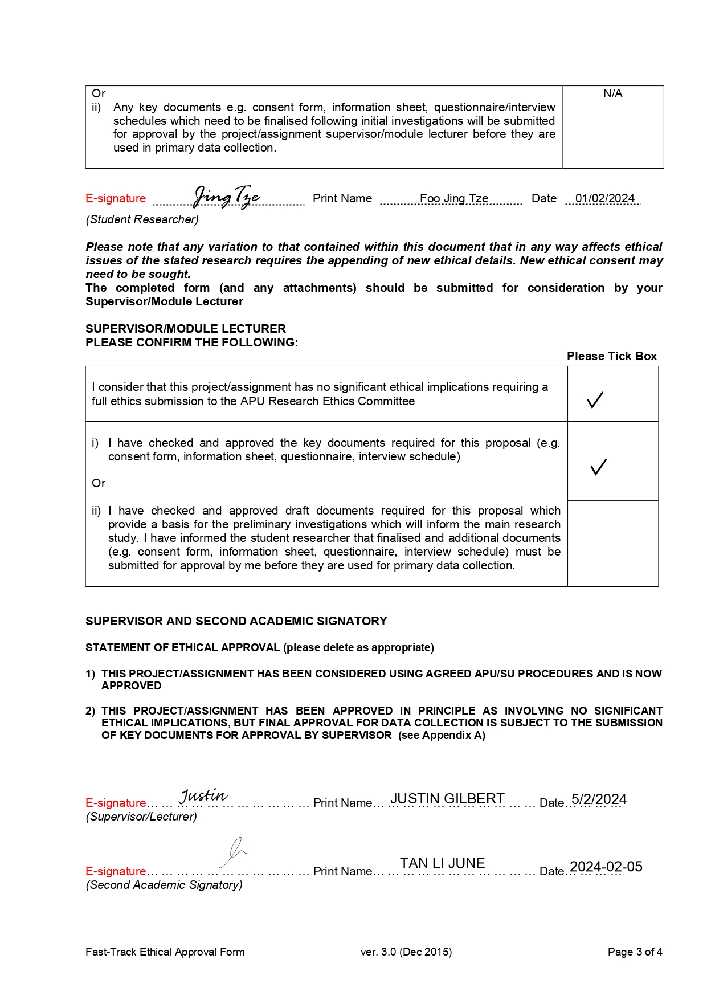 Or
N/A
ii) Any key documents e.g. consent form, information sheet, questionnaire/interview
schedules which need to be finalised following initial investigations will be submitted
for approval by the project/assignment supervisor/module lecturer before they are
used in primary data collection.
E-signature Jing Tze Print Name Foo Jing Tze Date 01/02/2024
(Student Researcher)
Please note that any variation to that contained within this document that in any way affects ethical
issues of the stated research requires the appending of new ethical details. New ethical consent may
need to be sought.
The completed form (and any attachments) should be submitted for consideration by your
Supervisor/Module Lecturer
SUPERVISOR/MODULE LECTURER
PLEASE CONFIRM THE FOLLOWING:
Please Tick Box
I consider that this project/assignment has no significant ethical implications requiring a
full ethics submission to the APU Research Ethics Committee
✓
i) I have checked and approved the key documents required for this proposal (e.g.
consent form, information sheet, questionnaire, interview schedule)
✓
Or
ii) I have checked and approved draft documents required for this proposal which
provide a basis for the preliminary investigations which will inform the main research
study. I have informed the student researcher that finalised and additional documents
(e.g. consent form, information sheet, questionnaire, interview schedule) must be
submitted for approval by me before they are used for primary data collection.
SUPERVISOR AND SECOND ACADEMIC SIGNATORY
STATEMENT OF ETHICAL APPROVAL (please delete as appropriate)
1) THIS PROJECT/ASSIGNMENT HAS BEEN CONSIDERED USING AGREED APU/SU PROCEDURES AND IS NOW
APPROVED
2) THIS PROJECT/ASSIGNMENT HAS BEEN APPROVED IN PRINCIPLE AS INVOLVING NO SIGNIFICANT
ETHICAL IMPLICATIONS, BUT FINAL APPROVAL FOR DATA COLLECTION IS SUBJECT TO THE SUBMISSION
OF KEY DOCUMENTS FOR APPROVAL BY SUPERVISOR (see Appendix A)
E-signature… Justin … Print Name… JUSTIN GILBERT … Date… 5/2/2024
(Supervisor/Lecturer)
E-signature… Print Name… TAN LI JUNE … Date… 2024-02-05
(Second Academic Signatory)
Fast-Track Ethical Approval Form ver. 3.0 (Dec 2015) Page 3 of 4